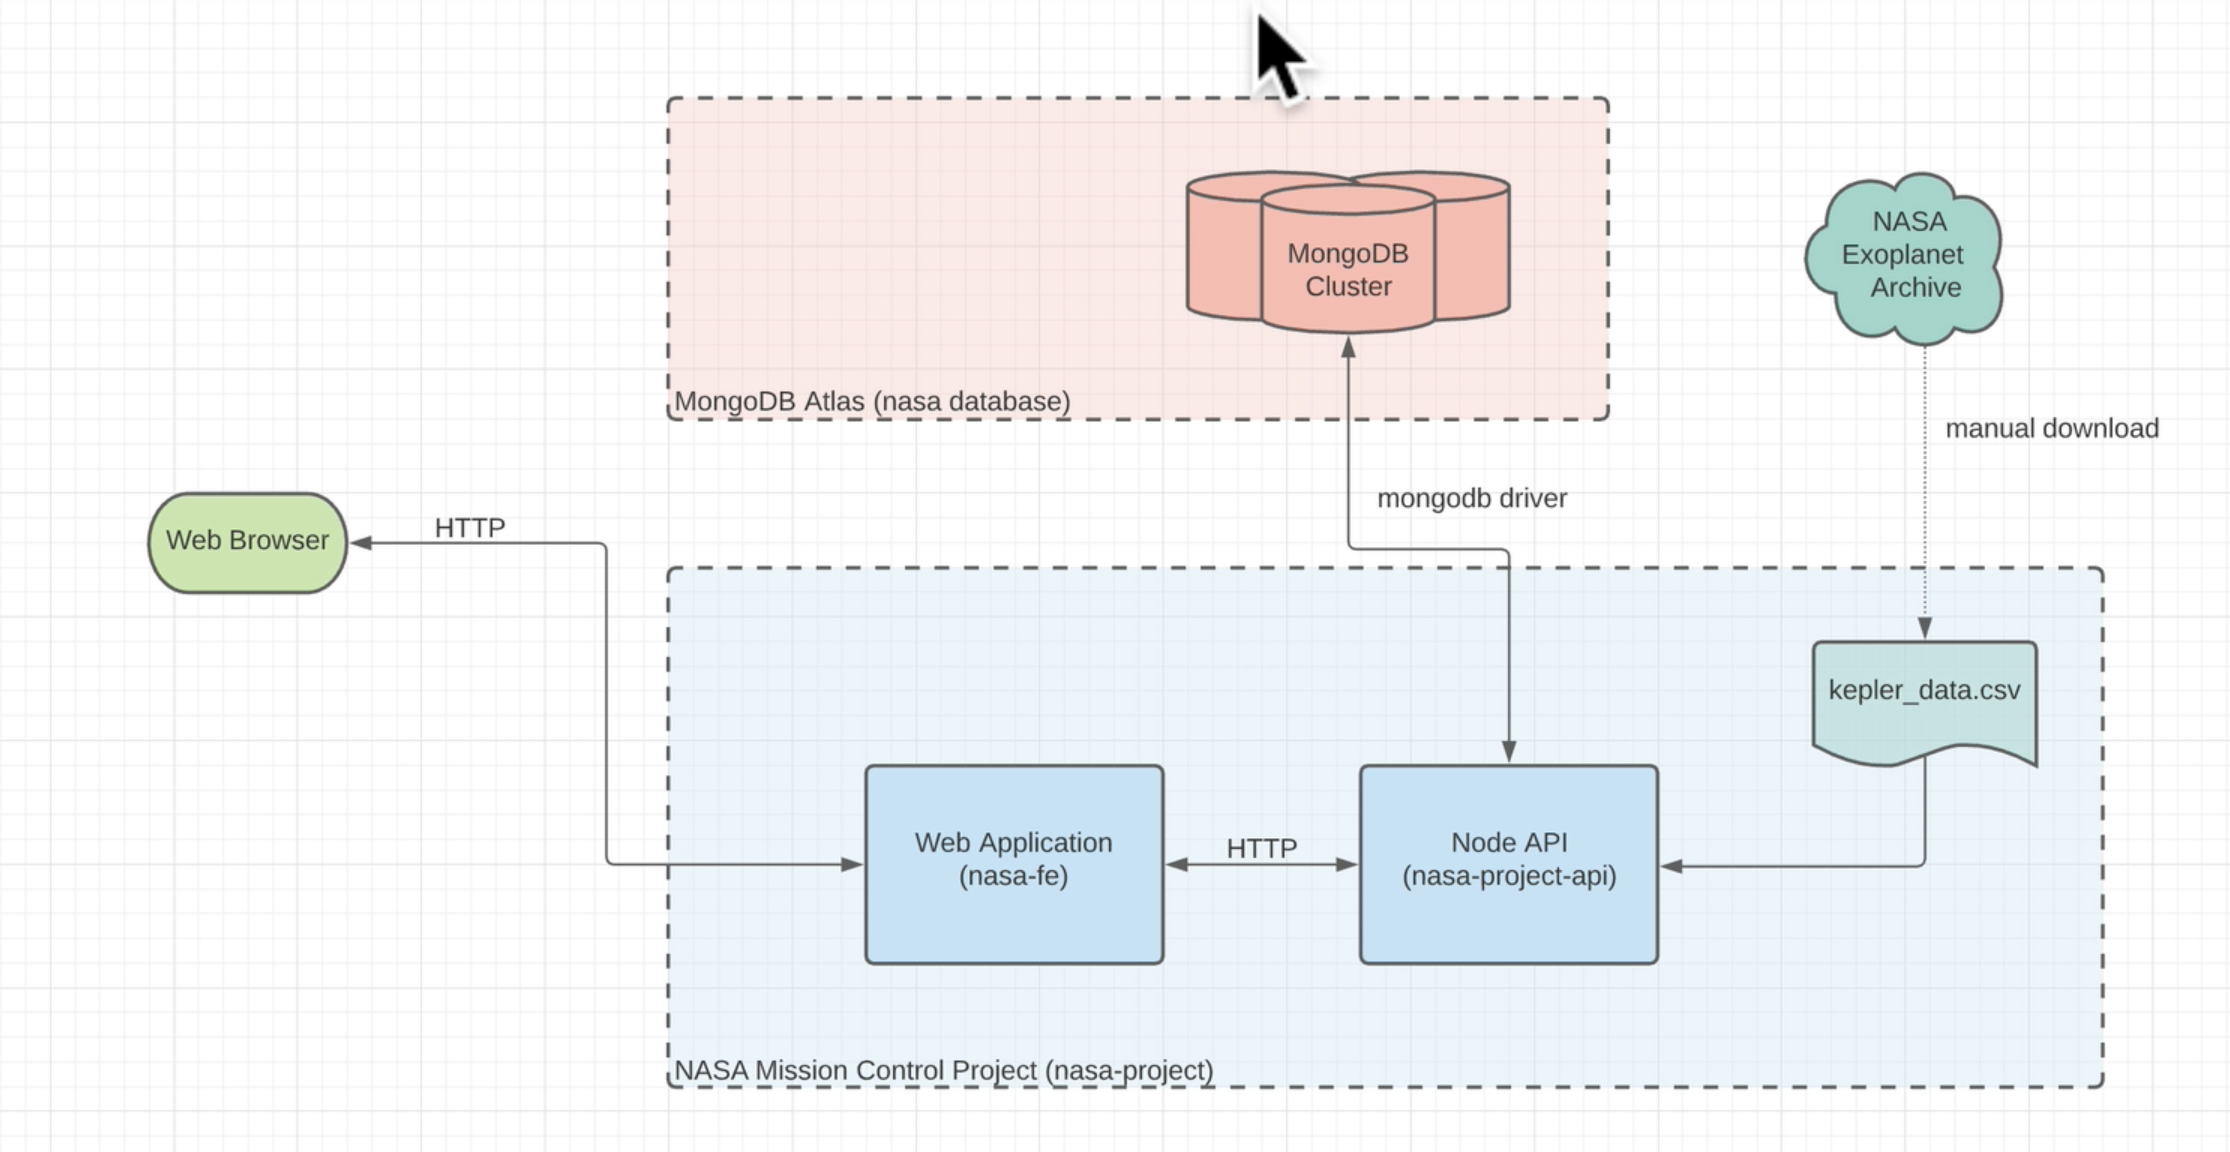 MongoDB
Cluster
NASA
Exoplanet
Archive
MongoDB Atlas (nasa database)
manual download
mongodb driver
HTTP
Web Browser
kepler_data.csv
Web Application
(nasa-fe)
HTTP
Node API
(nasa-project-api)
NASA Mission Control Project (nasa-project)